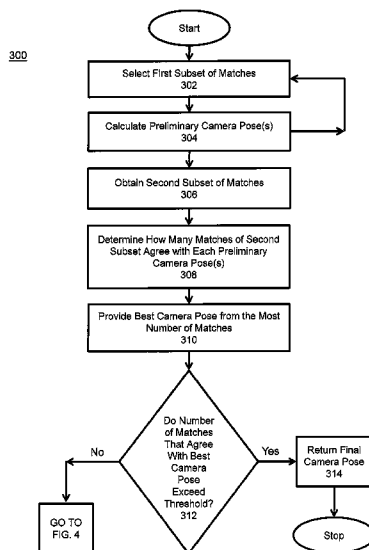 300
Start
Select First Subset of Matches
302
Calculate Preliminary Camera Pose(s)
304
Obtain Second Subset of Matches
306
Determine How Many Matches of Second
Subset Agree with Each Preliminary
Camera Pose(s)
308
Provide Best Camera Pose from the Most
Number of Matches
310
Do Number
of Matches
That Agree
With Best
Camera
Pose
Exceed
Threshold?
312
No
Yes
GO TO
FIG. 4
Return Final
Camera Pose
314
Stop